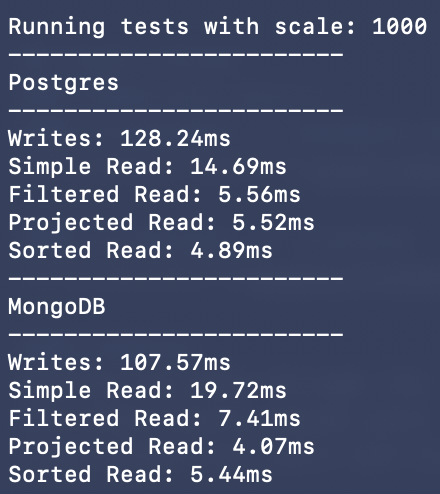 Running tests with scale: 1000
------------------------
Postgres
------------------------
Writes: 128.24ms
Simple Read: 14.69ms
Filtered Read: 5.56ms
Projected Read: 5.52ms
Sorted Read: 4.89ms
------------------------
MongoDB
------------------------
Writes: 107.57ms
Simple Read: 19.72ms
Filtered Read: 7.41ms
Projected Read: 4.07ms
Sorted Read: 5.44ms